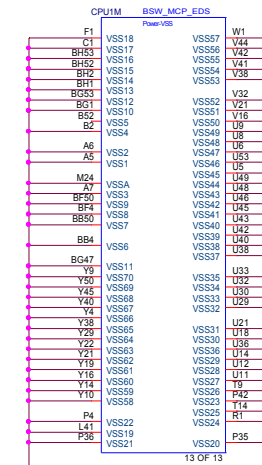 CPU1M BSW_MCP_EDS
Power-VSS
F1 VSS18 VSS57 W1
C1 VSS17 VSS56 V44
BH53 VSS16 VSS55 V42
BH52 VSS15 VSS54 V41
BH2 VSS14 VSS53 V38
BH1 VSS13
BG53 VSS12 VSS52 V32
BG1 VSS10 VSS51 V21
B52 VSS5 VSS50 V16
B2 VSS4 VSS49 U9
VSS48 U8
A6 VSS2 VSS47 U6
A5 VSS1 VSS46 U53
VSS45 U5
M24 VSSA VSS44 U49
A7 VSS3 VSS43 U48
BF50 VSS9 VSS42 U46
BF4 VSS8 VSS41 U45
BB50 VSS7 VSS40 U43
VSS39 U42
BB4 VSS6 VSS38 U40
VSS37 U38
BG47 VSS11
Y9 VSS70 VSS35 U33
Y50 VSS69 VSS34 U32
Y45 VSS68 VSS33 U30
Y40 VSS67 VSS32 U29
Y4 VSS66
Y38 VSS65 VSS31 U21
Y29 VSS64 VSS30 U18
Y22 VSS63 VSS36 U36
Y21 VSS62 VSS29 U14
Y19 VSS61 VSS28 U12
Y16 VSS60 VSS27 U11
Y14 VSS59 VSS26 T9
Y10 VSS58 VSS23 P42
VSS25 T14
P4 VSS22 VSS24 R1
L41 VSS19
P36 VSS21 VSS20 P35
13 OF 13